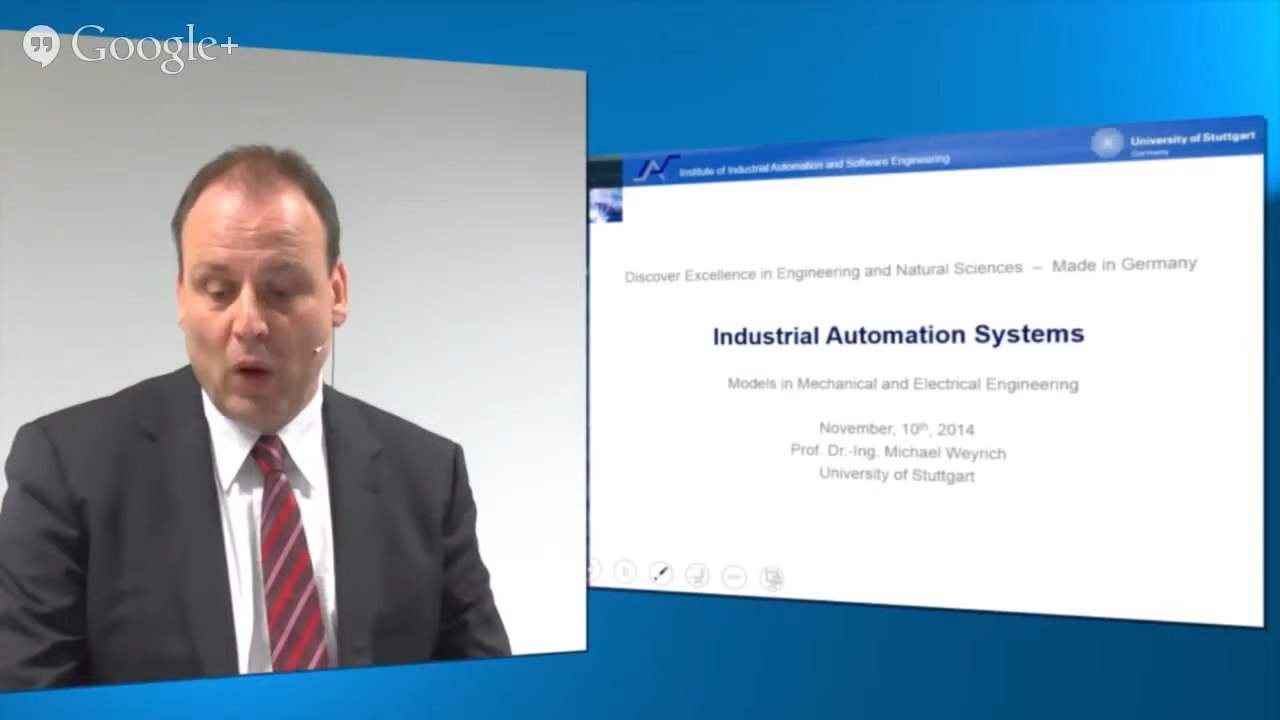 Google+
Institute of Industrial Automation and Software Engineering
University of Stuttgart
Germany
Discover Excellence in Engineering and Natural Sciences – Made in Germany
Industrial Automation Systems
Models in Mechanical and Electrical Engineering
November, 10th, 2014
Prof. Dr.-Ing. Michael Weyrich
University of Stuttgart